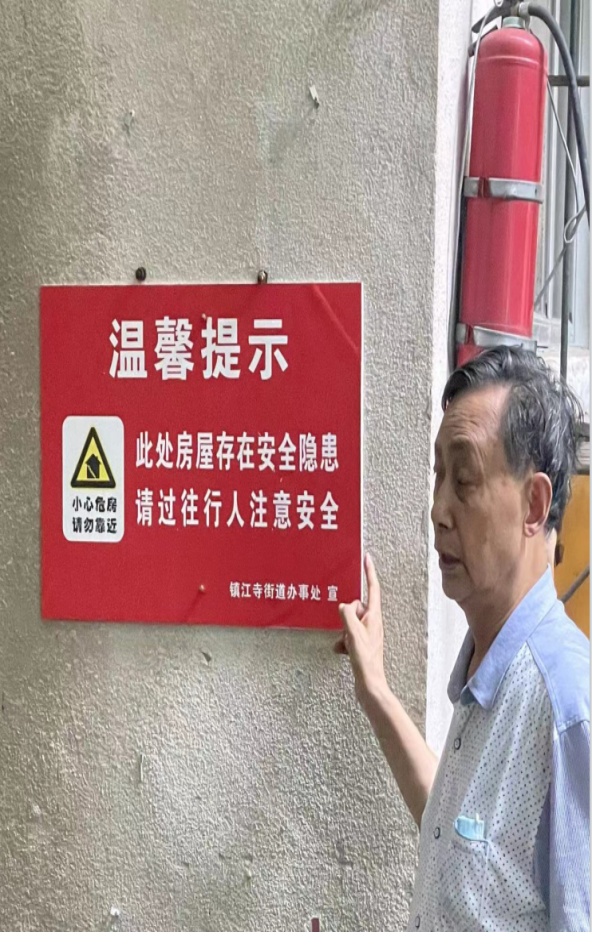 温馨提示
小心危房
请勿靠近
此处房屋存在安全隐患
请过往行人注意安全
镇江寺街道办事处 宣